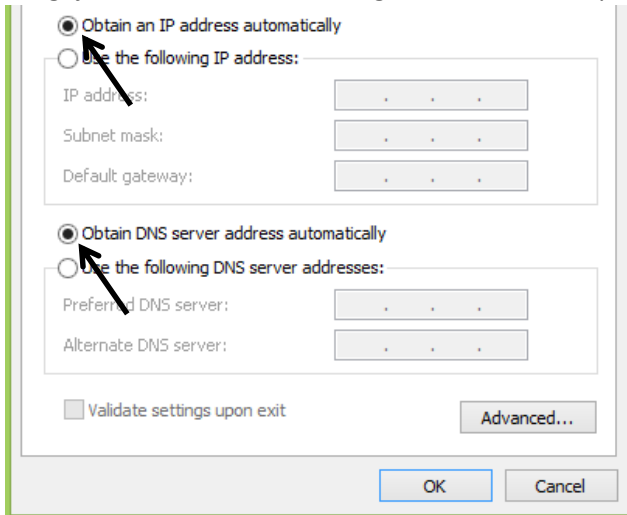 Obtain an IP address automatically
Use the following IP address:
IP address:
Subnet mask:
Default gateway:
Obtain DNS server address automatically
Use the following DNS server addresses:
Preferred DNS server:
Alternate DNS server:
Validate settings upon exit
Advanced...
OK Cancel